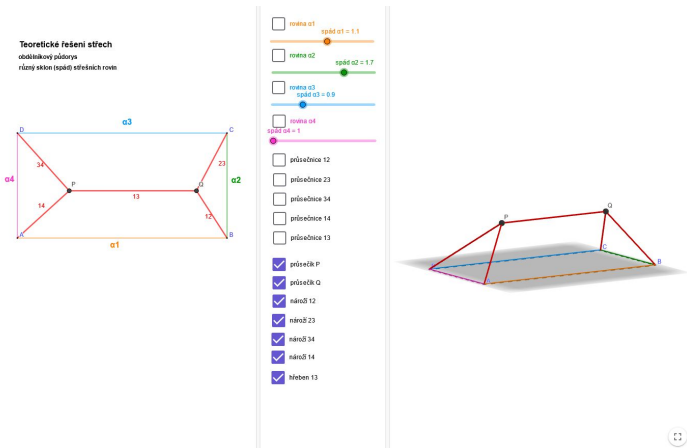 Teoretické řešení střech
obdélníkový půdorys
různý sklon (spád) střešních rovin
α3
D
C
34
23
P
Q
α4
α2
13
14
12
A
B
α1
rovina α1
spád α1 = 1.1
rovina α2
spád α2 = 1.7
rovina α3
spád α3 = 0.9
rovina α4
spád α4 = 1
průsečnice 12
průsečnice 23
průsečnice 34
průsečnice 14
průsečnice 13
průsečík P
průsečík Q
nároží 12
nároží 23
nároží 34
nároží 14
hřeben 13
Q
P
C
B